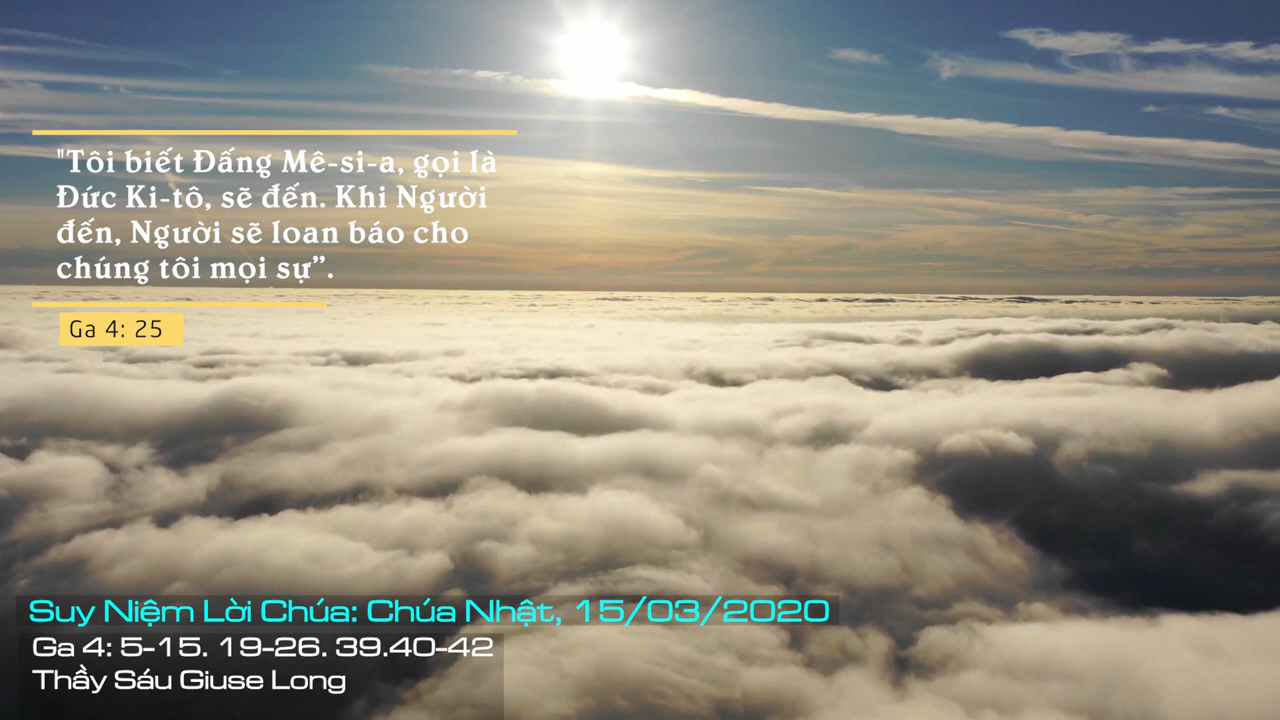 "Tôi biết Đấng Mê-si-a, gọi là
Đức Ki-tô, sẽ đến. Khi Người
đến, Người sẽ loan báo cho
chúng tôi mọi sự”.
Ga 4: 25
Suy Niệm Lời Chúa: Chúa Nhật, 15/03/2020
Ga 4: 5-15. 19-26. 39.40-42
Thầy Sáu Giuse Long